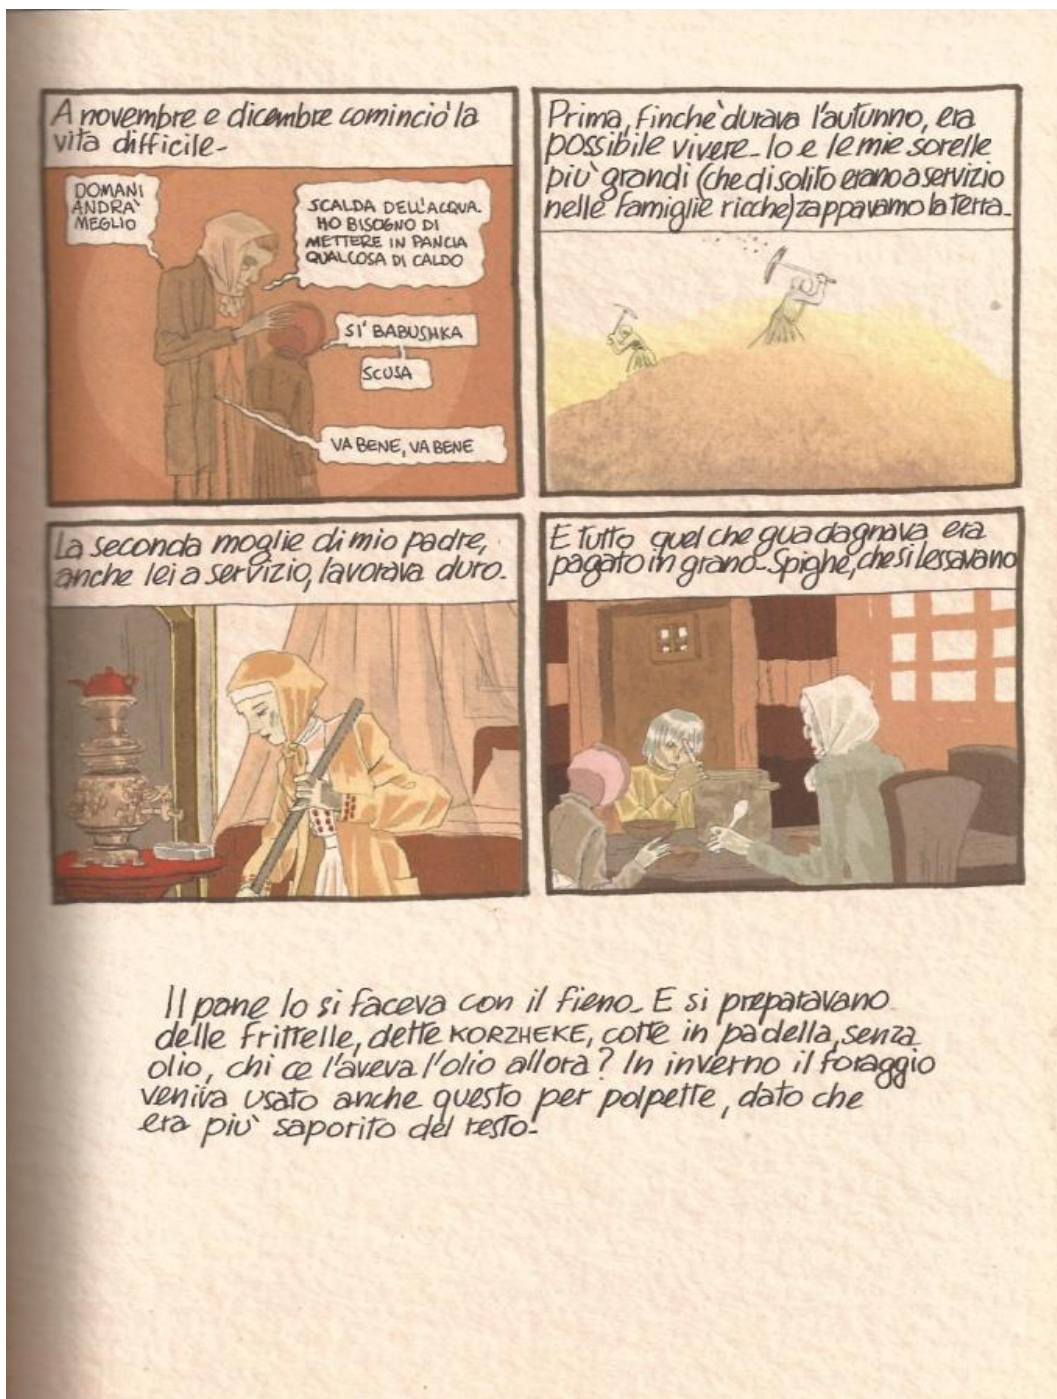 A novembre e dicembre cominciò la
vita difficile-
DOMANI
ANDRA'
MEGLIO
SCALDA DELL'ACQUA.
HO BISOGNO DI
METTERE IN PANCIA
QUALCOSA DI CALDO
SI' BABUSHKA
SCUSA
VA BENE, VA BENE
Prima, finchè durava l'autunno, era
possibile vivere- Io e le mie sorelle
più grandi (che di solito erano a servizio
nelle famiglie ricche) zappavamo la terra-
La seconda moglie di mio padre,
anche lei a servizio, lavorava duro.
E tutto quel che guadagnava era
pagato in grano- Spighe, che si lessavano
Il pane lo si faceva con il fieno- E si preparavano
delle frittelle, dette KORZHEKE, cotte in padella, senza
olio, chi ce l'aveva l'olio allora? In inverno il foraggio
veniva usato anche questo per polpette, dato che
era più saporito del resto-